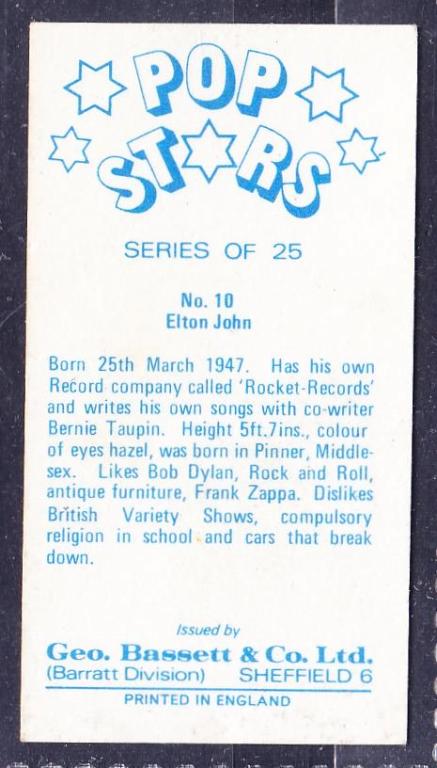 POP
STARS
SERIES OF 25
No. 10
Elton John
Born 25th March 1947. Has his own
Record company called 'Rocket-Records'
and writes his own songs with co-writer
Bernie Taupin. Height 5ft.7ins., colour
of eyes hazel, was born in Pinner, Middle-
sex. Likes Bob Dylan, Rock and Roll,
antique furniture, Frank Zappa. Dislikes
British Variety Shows, compulsory
religion in school and cars that break
down.
Issued by
Geo. Bassett & Co. Ltd.
(Barratt Division) SHEFFIELD 6
PRINTED IN ENGLAND